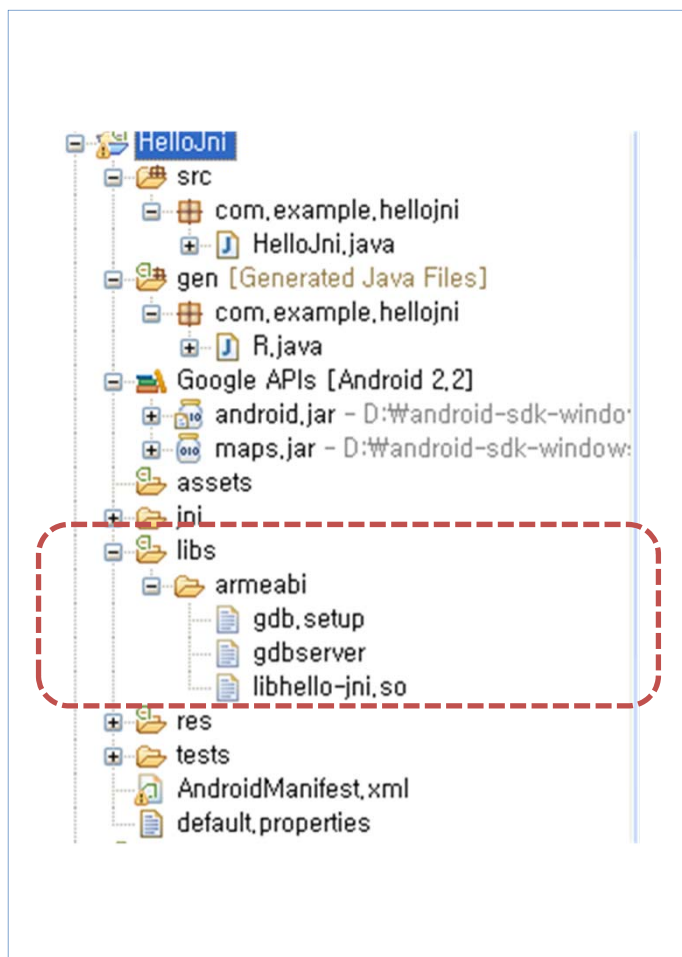 HelloJni
src
com.example.hellojni
HelloJni.java
gen [Generated Java Files]
com.example.hellojni
R.java
Google APIs [Android 2.2]
android.jar - D:₩android-sdk-windo
maps.jar - D:₩android-sdk-window
assets
jni
libs
armeabi
gdb.setup
gdbserver
libhello-jni.so
res
tests
AndroidManifest.xml
default.properties